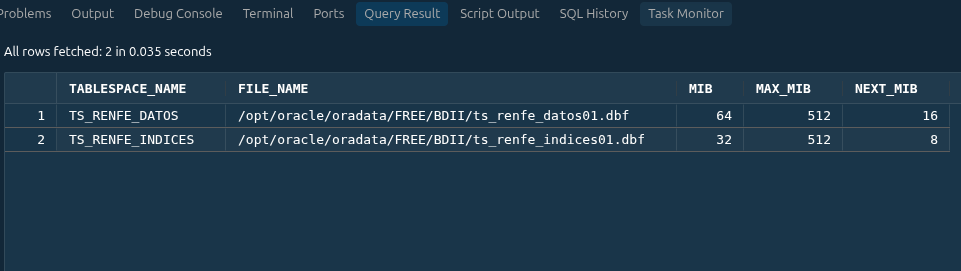 Problems Output Debug Console Terminal Ports Query Result Script Output SQL History Task Monitor
All rows fetched: 2 in 0.035 seconds
TABLESPACE_NAME FILE_NAME MIB MAX_MIB NEXT_MIB
1 TS_RENFE_DATOS /opt/oracle/oradata/FREE/BDII/ts_renfe_datos01.dbf 64 512 16
2 TS_RENFE_INDICES /opt/oracle/oradata/FREE/BDII/ts_renfe_indices01.dbf 32 512 8